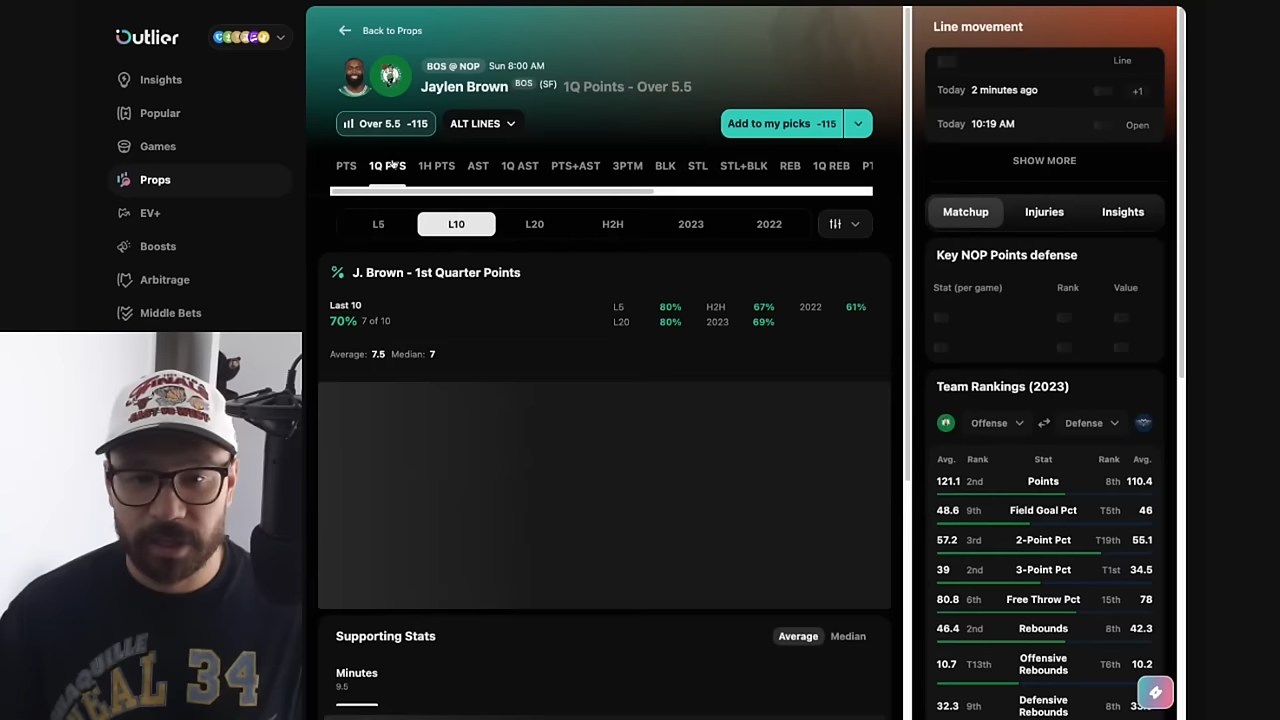 Outlier
Insights
Popular
Games
Props
EV+
Boosts
Arbitrage
Middle Bets
Back to Props
BOS @ NOP Sun 8:00 AM
Jaylen Brown BOS (SF) 1Q Points - Over 5.5
Over 5.5 -115
ALT LINES
Add to my picks -115
PTS 1Q PTS 1H PTS AST 1Q AST PTS+AST 3PTM BLK STL STL+BLK REB 1Q REB
L5 L10 L20 H2H 2023 2022
J. Brown - 1st Quarter Points
Last 10
70% 7 of 10
L5 80% H2H 67% 2022 61%
L20 80% 2023 69%
Average: 7.5 Median: 7
Supporting Stats
Average Median
Minutes
9.5
Line movement
Line
Today 2 minutes ago +1
Today 10:19 AM Open
SHOW MORE
Matchup Injuries Insights
Key NOP Points defense
Stat (per game) Rank Value
Team Rankings (2023)
Offense Defense
Avg. Rank Stat Rank Avg.
121.1 2nd Points 8th 110.4
48.6 9th Field Goal Pct T5th 46
57.2 3rd 2-Point Pct T19th 55.1
39 2nd 3-Point Pct T1st 34.5
80.8 6th Free Throw Pct 15th 78
46.4 2nd Rebounds 8th 42.3
10.7 T13th Offensive Rebounds T6th 10.2
32.3 9th Defensive Rebounds 8th
FINALS
EAST VS WEST
SHAQUILLE
NEAL 34